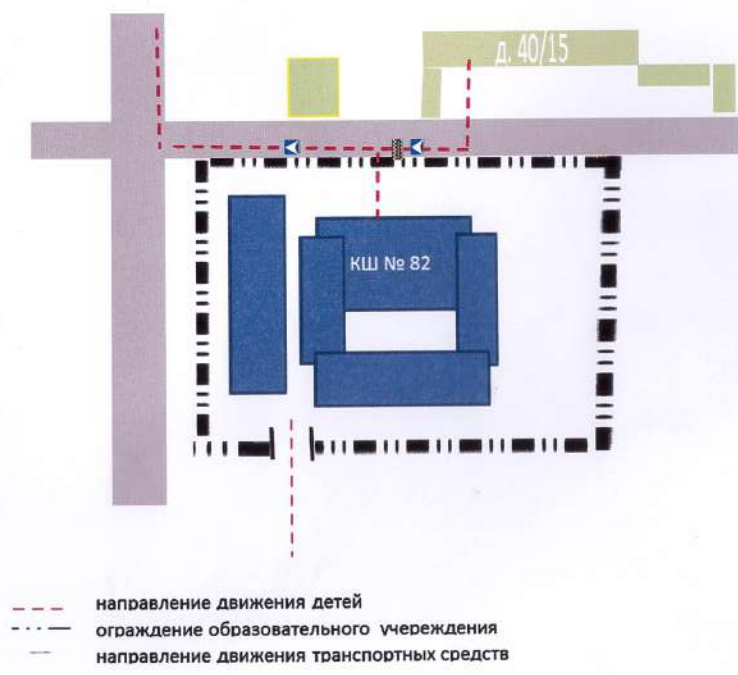 д. 40/15
КШ № 82
направление движения детей
ограждение образовательного учереждения
направление движения транспортных средств